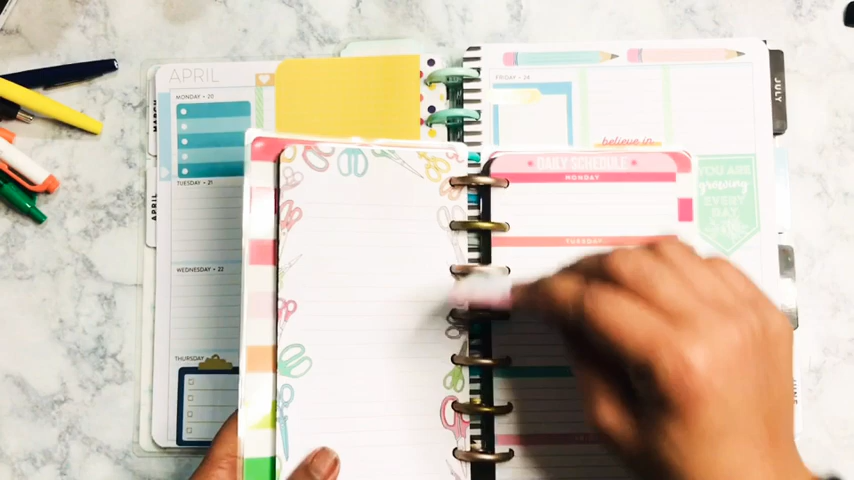 APRIL
MONDAY • 20
TUESDAY • 21
WEDNESDAY • 22
THURSDAY
MARCH
APRIL
FRIDAY • 24
believe in
DAILY SCHEDULE
MONDAY
TUESDAY
YOU ARE
growing
EVERY
DAY
JULY